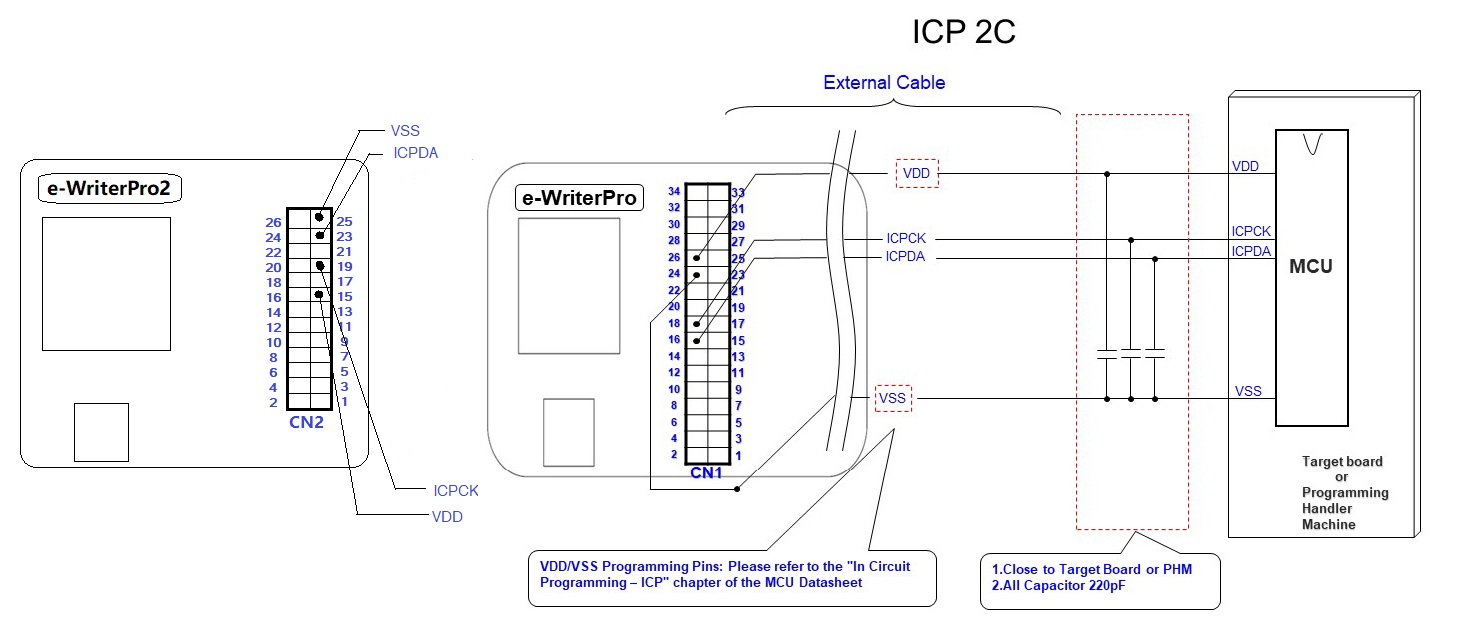 ICP 2C
External Cable
VSS
ICPDA
e-WriterPro2
26 25
24 23
22 21
20 19
18 17
16 15
14 13
12 11
10 9
8 7
6 5
4 3
2 1
CN2
ICPCK
VDD
e-WriterPro
34 33
32 31
30 29
28 27
26 25
24 23
22 21
20 19
18 17
16 15
14 13
12 11
10 9
8 7
6 5
4 3
2 1
CN1
VDD
ICPCK
ICPDA
VSS
VDD
ICPCK
ICPDA
VSS
MCU
Target board
or
Programming
Handler
Machine
VDD/VSS Programming Pins: Please refer to the "In Circuit
Programming – ICP" chapter of the MCU Datasheet
1.Close to Target Board or PHM
2.All Capacitor 220pF